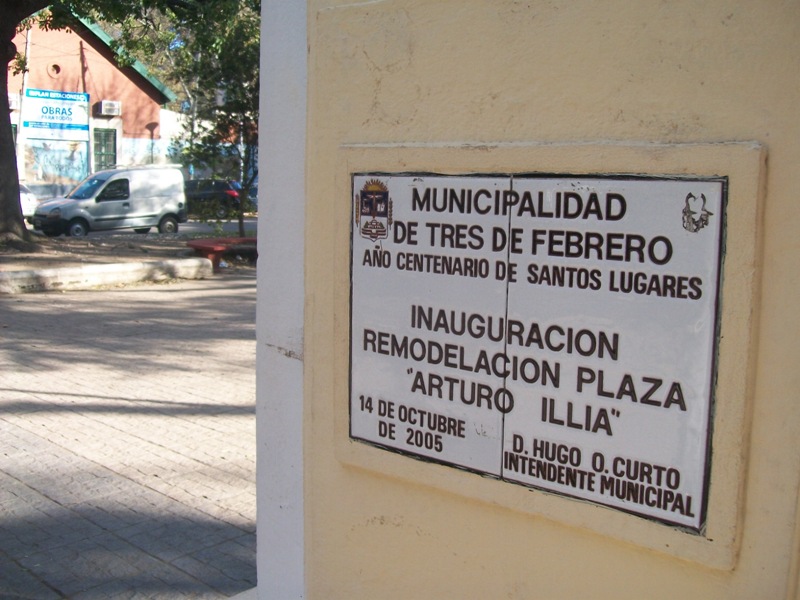 MUNICIPALIDAD
DE TRES DE FEBRERO
AÑO CENTENARIO DE SANTOS LUGARES
INAUGURACION
REMODELACION PLAZA
"ARTURO ILLIA"
14 DE OCTUBRE
DE 2005
D. HUGO O. CURTO
INTENDENTE MUNICIPAL
OBRAS